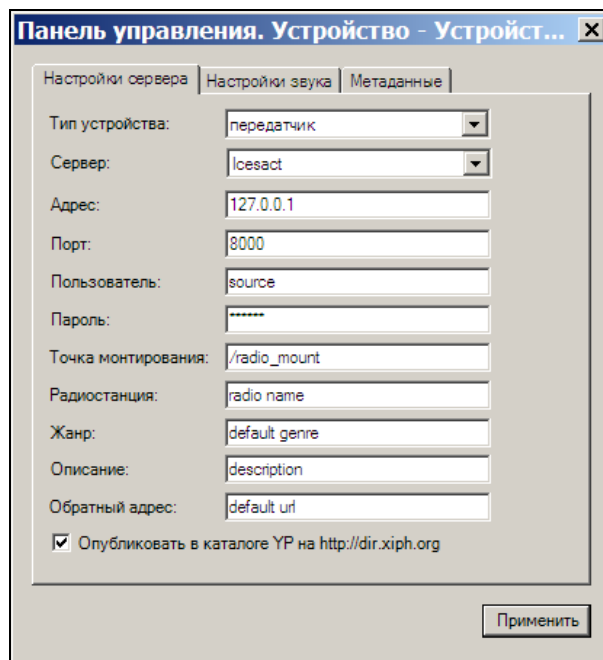 Панель управления. Устройство - Устройст...
Настройки сервера Настройки звука Метаданные
Тип устройства: передатчик
Сервер: Icesact
Адрес: 127.0.0.1
Порт: 8000
Пользователь: source
Пароль: ******
Точка монтирования: /radio_mount
Радиостанция: radio name
Жанр: default genre
Описание: description
Обратный адрес: default url
Опубликовать в каталоге YP на http://dir.xiph.org
Применить